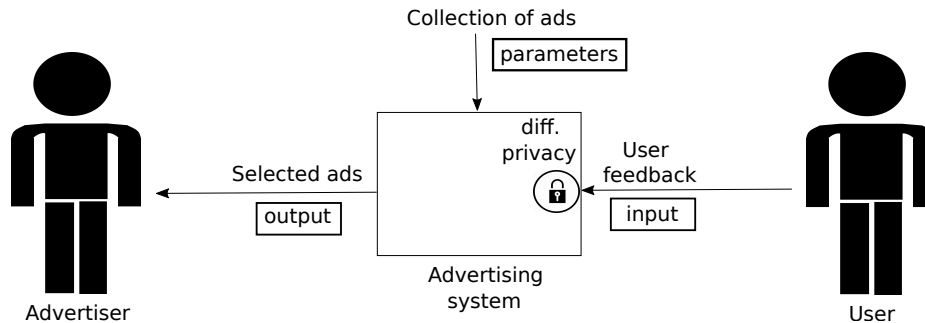 Collection of ads
parameters
diff.
privacy
User
feedback
input
Selected ads
output
Advertising
system
Advertiser
User